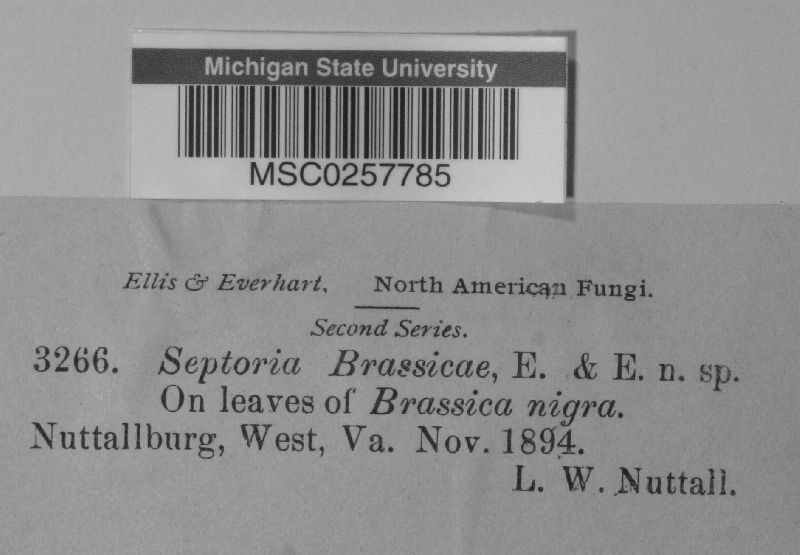 Michigan State University
MSC0257785
Ellis & Everhart, North American Fungi.
Second Series.
3266. Septoria Brassicae, E. & E. n. sp.
On leaves of Brassica nigra.
Nuttallburg, West, Va. Nov. 1894.
L. W. Nuttall.